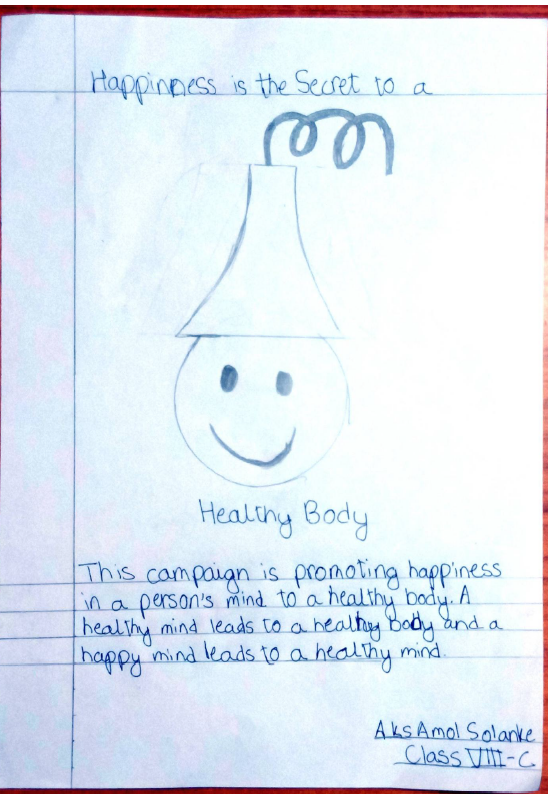 Happinness is the Secret to a
Healthy Body
This campaign is promoting happiness
in a person's mind to a healthy body. A
healthy mind leads to a healthy body and a
happy mind leads to a healthy mind.
Aks Amol Solanke
Class VIII-C